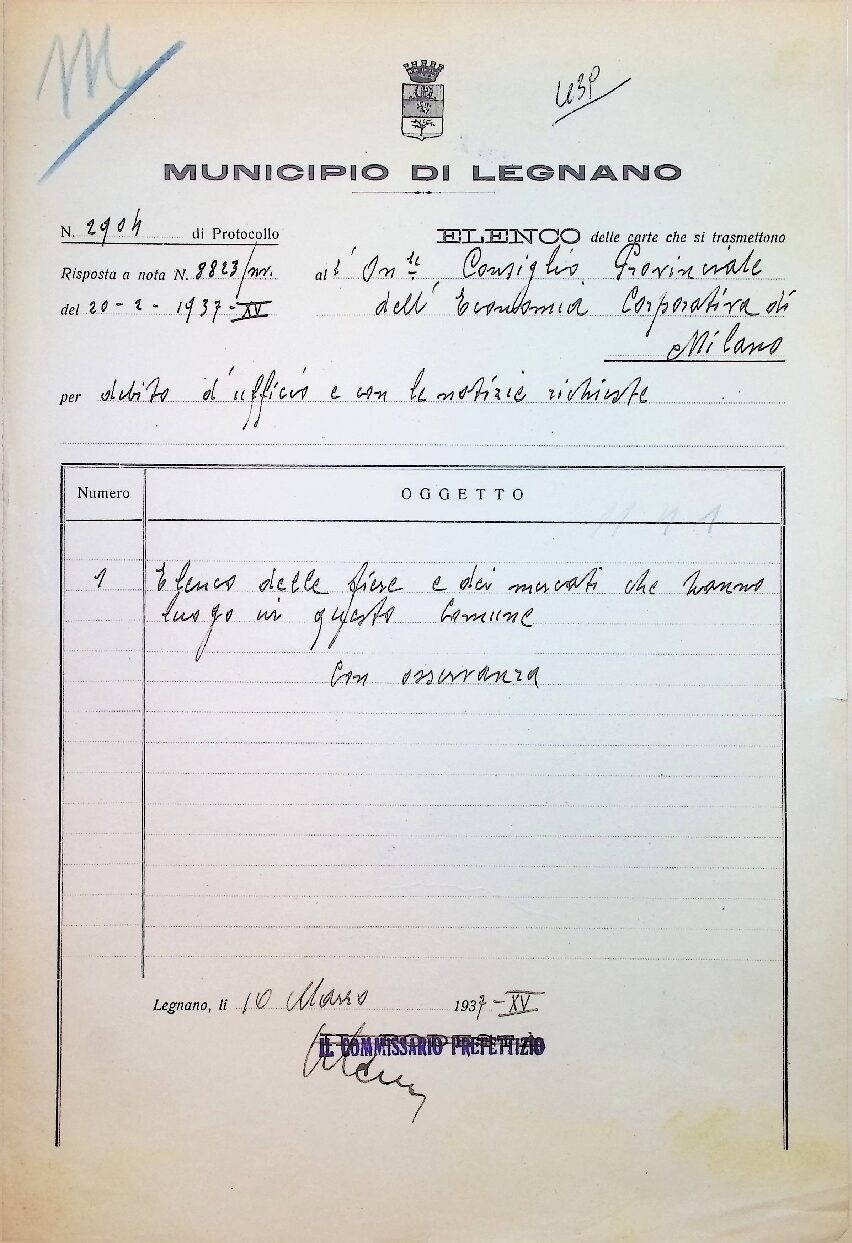 M
MUNICIPIO DI LEGNANO
N. 2904 di Protocollo
ELENCO delle carte che si trasmettono
Risposta a nota N. 8823/nr.
al l' On.le Consiglio Provinciale
del 20-2-1937-XV
dell' Economia Corporativa di
Milano
per debito d'ufficio e con le notizie richieste
Numero OGGETTO
1 Elenco delle fiere e dei mercati che hanno
luogo in questo Comune
Con osservanza
Legnano, li 10 Marzo 1937-XV
IL COMMISSARIO PREFETTIZIO